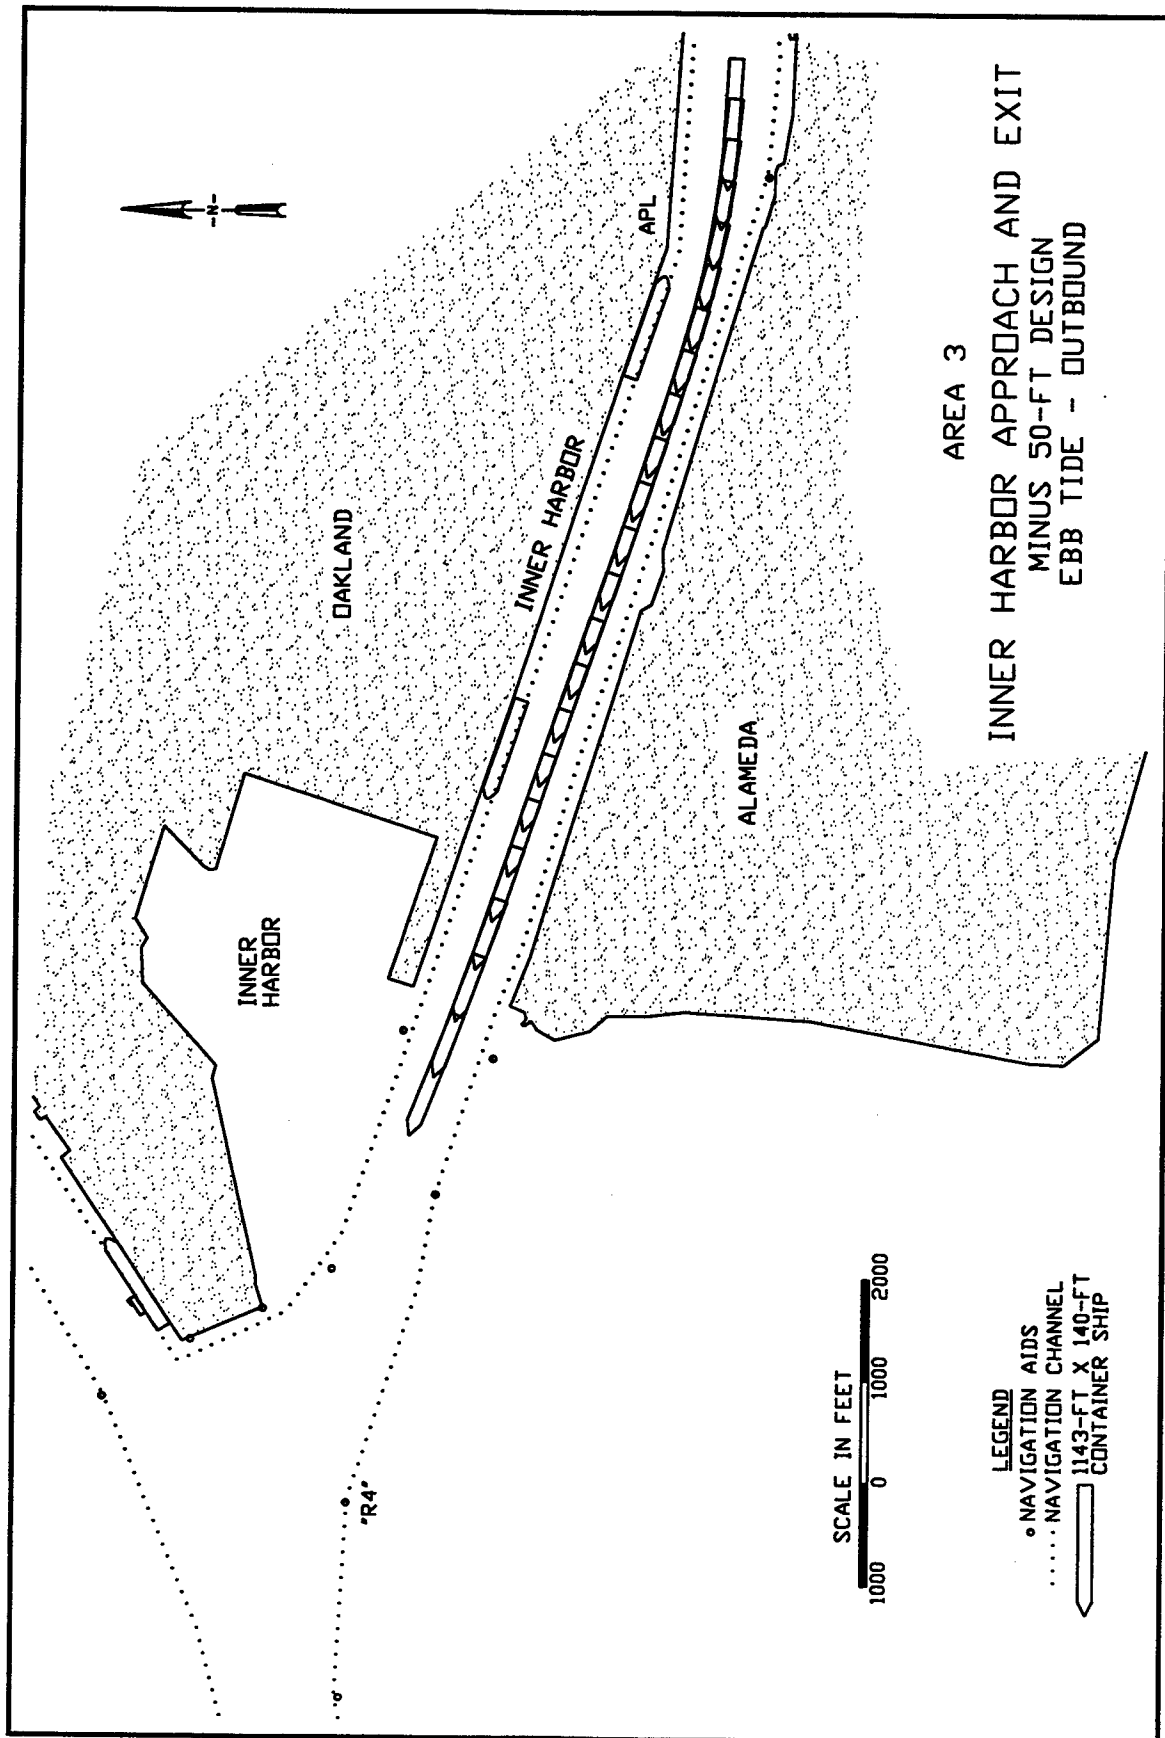 -N-
APL
OAKLAND
INNER HARBOR
INNER
HARBOR
ALAMEDA
"R4"
AREA 3
INNER HARBOR APPROACH AND EXIT
MINUS 50-FT DESIGN
EBB TIDE - OUTBOUND
SCALE IN FEET
1000 0 1000 2000
LEGEND
NAVIGATION AIDS
NAVIGATION CHANNEL
1143-FT X 140-FT
CONTAINER SHIP